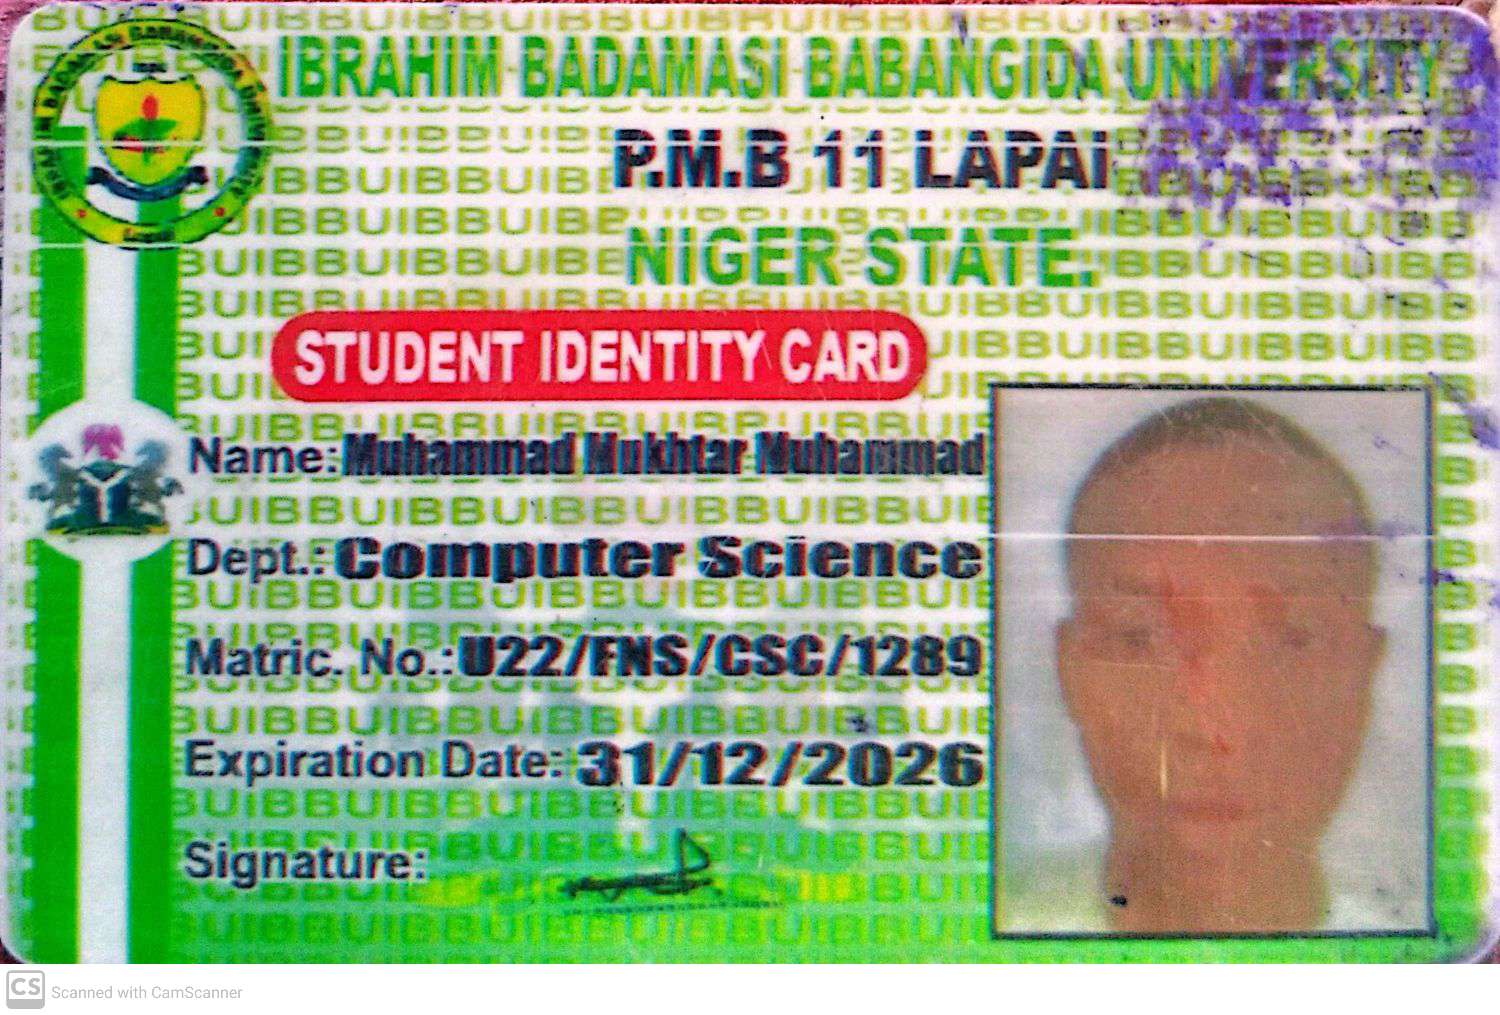 IBRAHIM BADAMASI BABANGIDA UNIVERSITY
P.M.B 11 LAPAI
NIGER STATE.
STUDENT IDENTITY CARD
Name: Muhammad Mukhtar Muhammad
Dept.: Computer Science
Matric. No.: U22/FNS/CSC/1289
Expiration Date: 31/12/2026
Signature:
CS Scanned with CamScanner